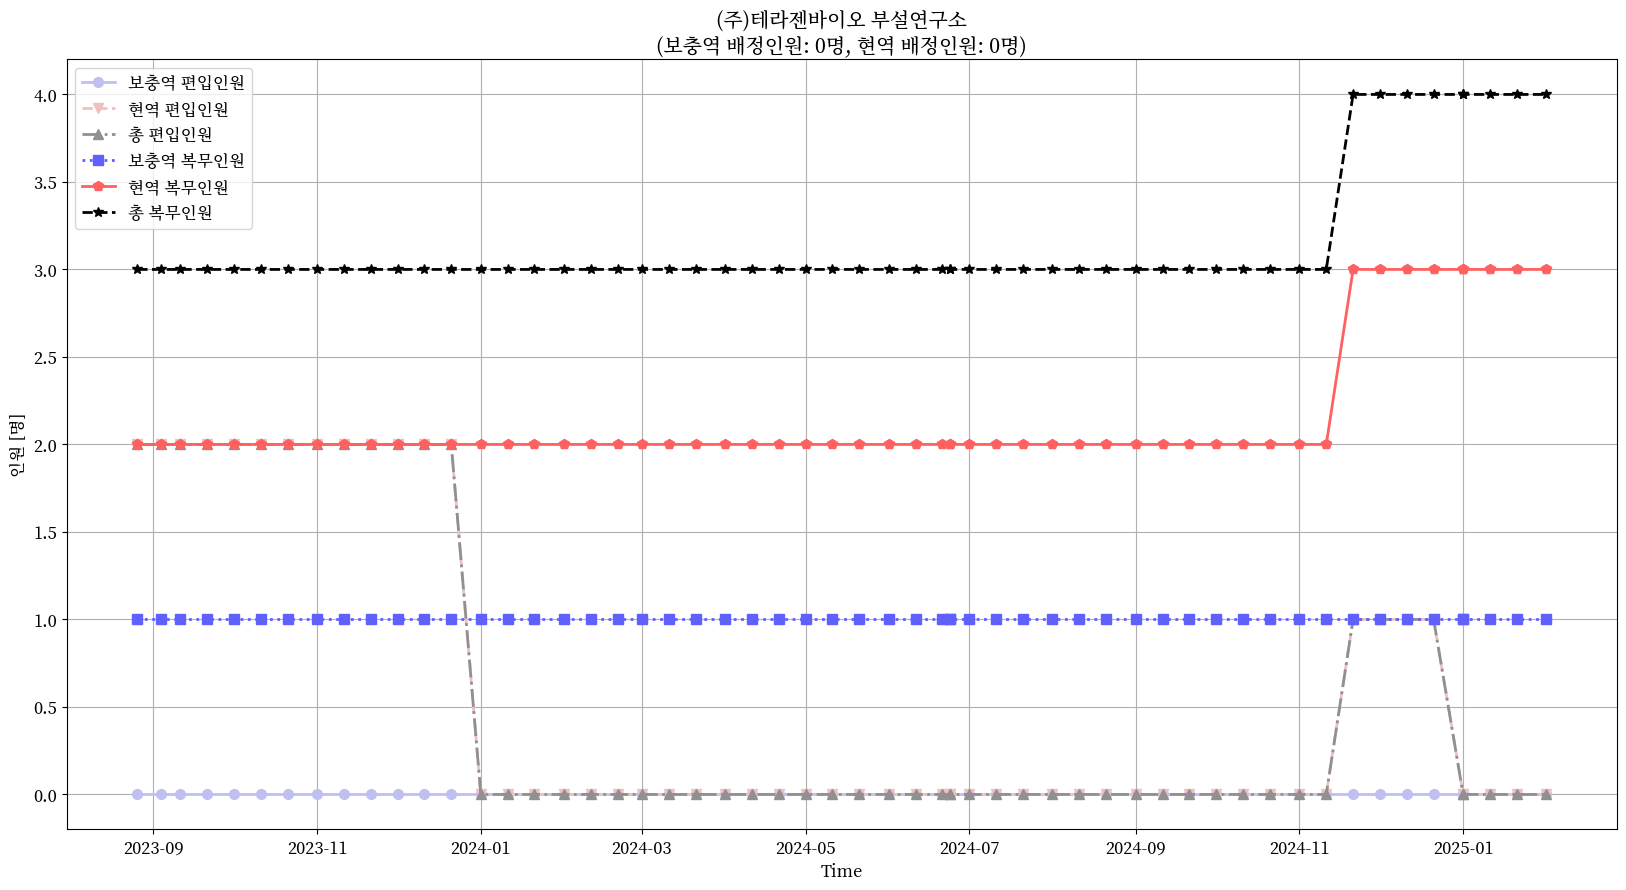 (주)테라젠바이오 부설연구소
(보충역 배정인원: 0명, 현역 배정인원: 0명)
보충역 편입인원
현역 편입인원
총 편입인원
보충역 복무인원
현역 복무인원
총 복무인원
4.0
3.5
3.0
2.5
2.0
1.5
1.0
0.5
0.0
인원 [명]
2023-09
2023-11
2024-01
2024-03
2024-05
2024-07
2024-09
2024-11
2025-01
Time